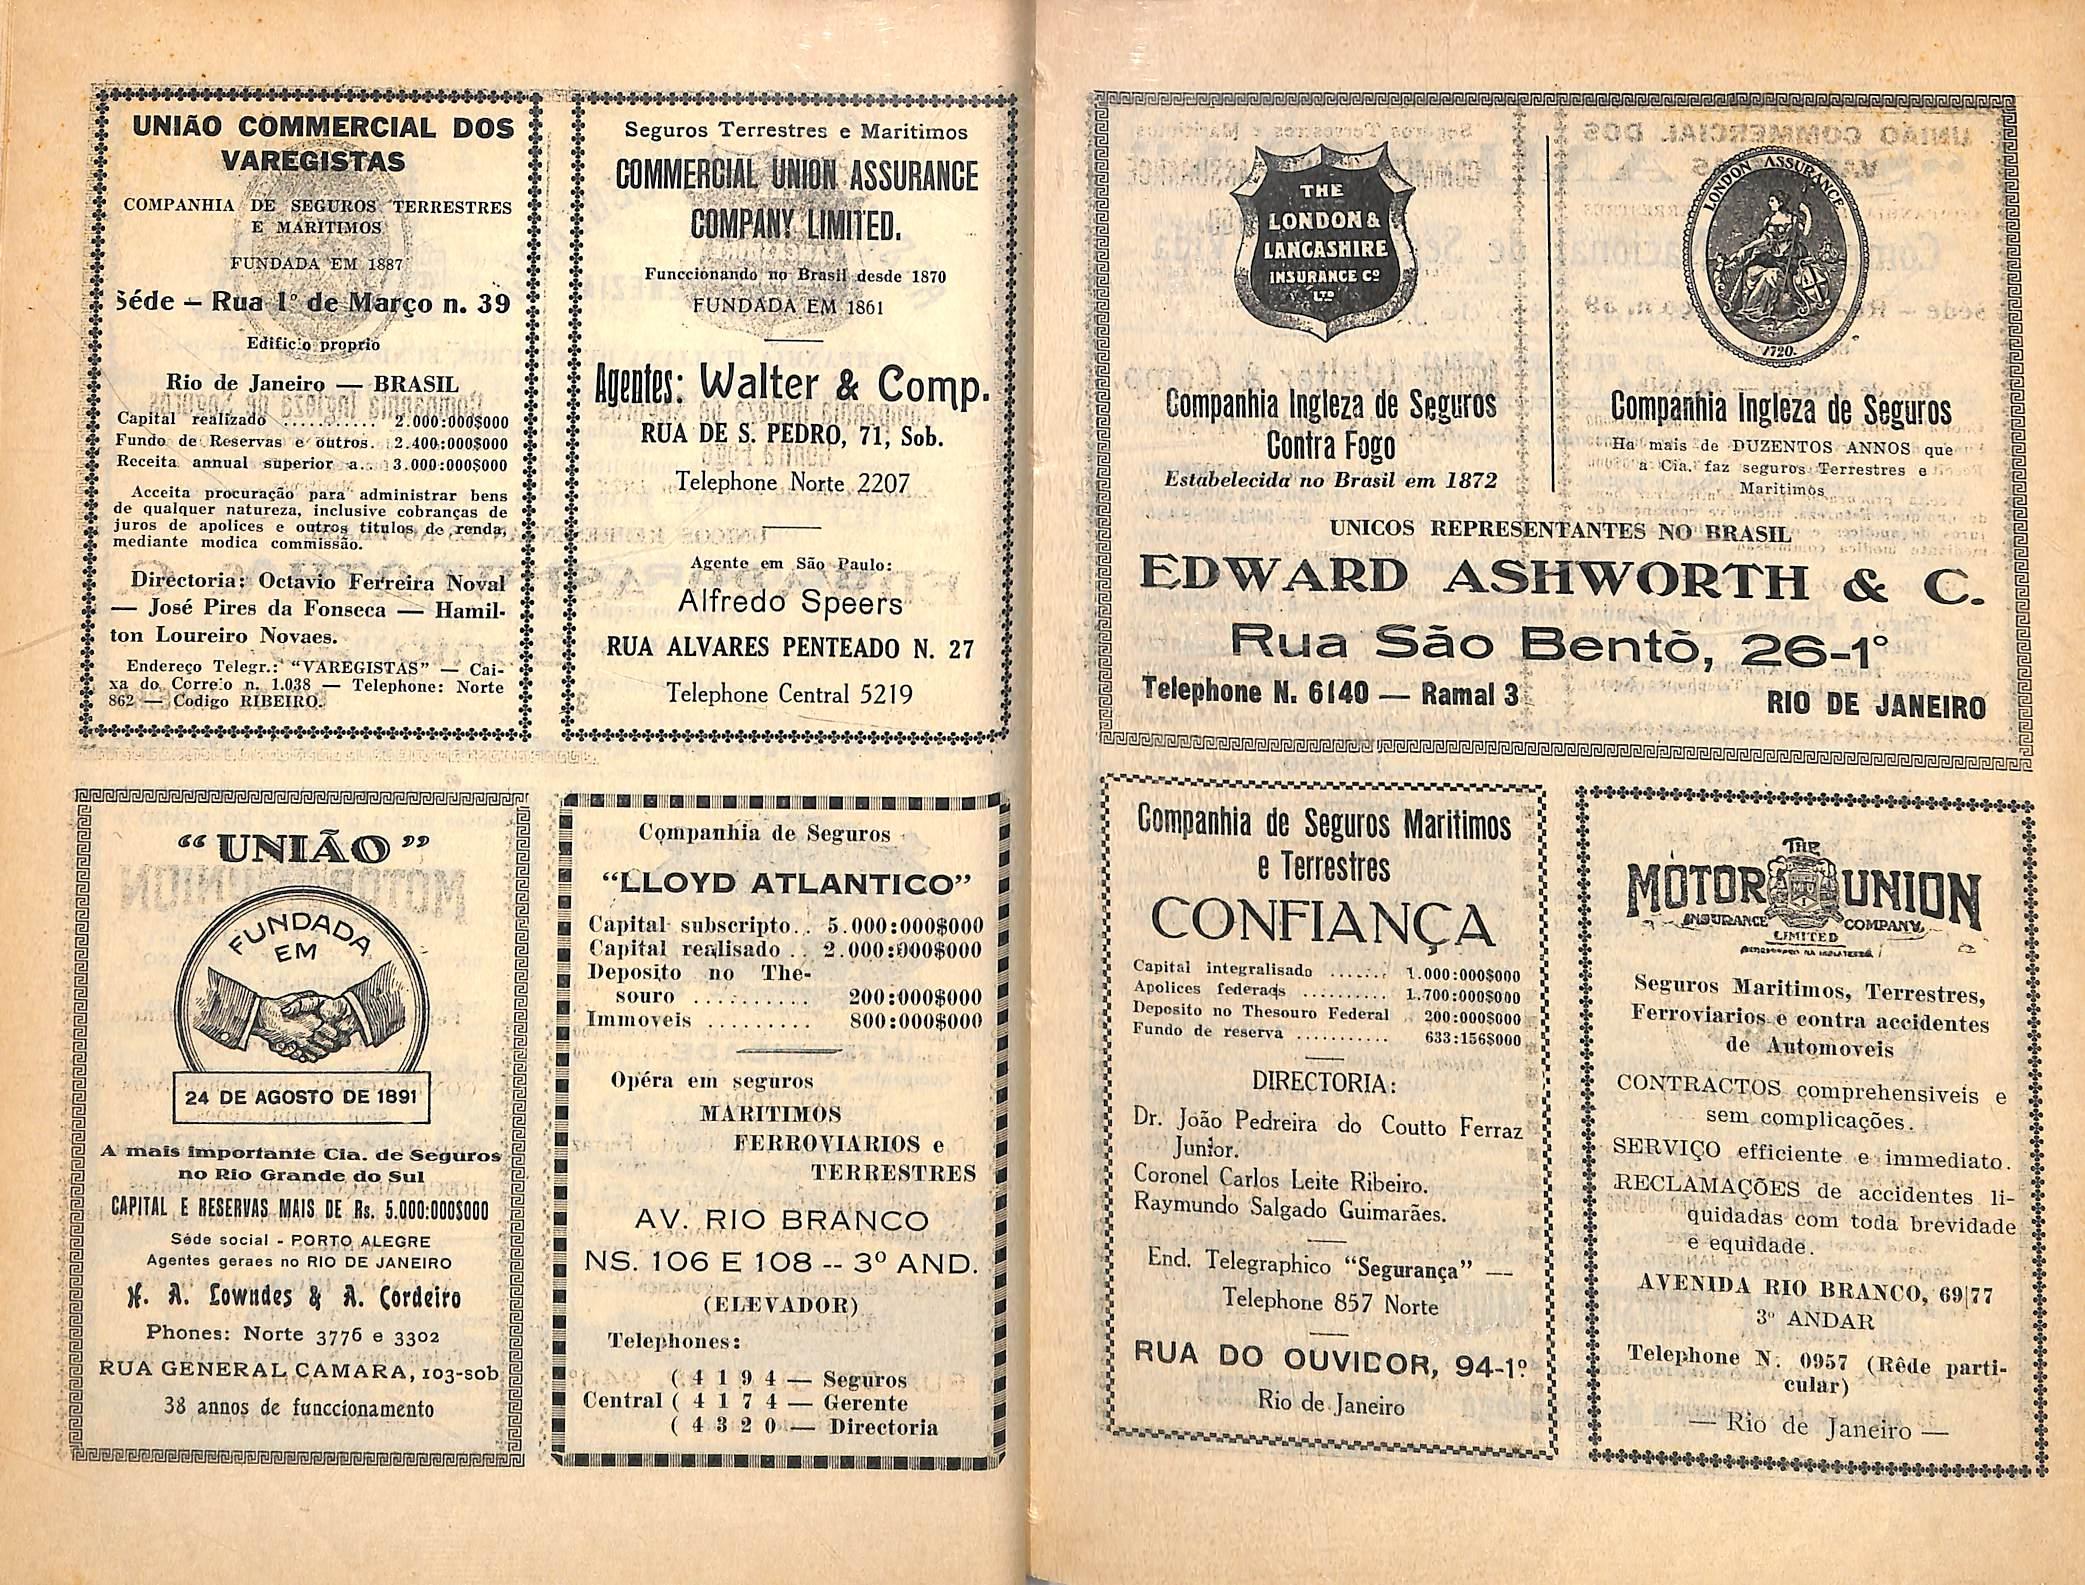 UNIÃO COMMERCIAL DOS
VAREGISTAS
COMPANHIA DE SEGUROS TERRESTRES
E MARITIMOS
FUNDADA EM 1887
Séde – Rua 1º de Março n. 39
Edificio proprio
Rio de Janeiro — BRASIL
Capital realizado ........... 2.000:000$000
Fundo de Reservas e outros. 2.400:000$000
Receita annual superior a... 3.000:000$000
Acceita procuração para administrar bens
de qualquer natureza, inclusive cobranças de
juros de apolices e outros titulos de renda,
mediante modica commissão.
Directoria: Octavio Ferreira Noval
— José Pires da Fonseca — Hamil-
ton Loureiro Novaes.
Endereço Telegr.: "VAREGISTAS" — Cai-
xa do Correio n. 1.038 — Telephone: Norte
862 — Codigo RIBEIRO.
Seguros Terrestres e Maritimos
COMMERCIAL UNION ASSURANCE
COMPANY LIMITED.
Funccionando no Brasil desde 1870
FUNDADA EM 1861
Agentes: Walter & Comp.
RUA DE S. PEDRO, 71, Sob.
Telephone Norte 2207
Agente em São Paulo:
Alfredo Speers
RUA ALVARES PENTEADO N. 27
Telephone Central 5219
"UNIÃO"
FUNDADA
EM
24 DE AGOSTO DE 1891
A mais importante Cia. de Seguros
no Rio Grande do Sul
CAPITAL E RESERVAS MAIS DE Rs. 5.000:000$000
Séde social - PORTO ALEGRE
Agentes geraes no RIO DE JANEIRO
H. A. Lowndes & A. Cordeiro
Phones: Norte 3776 e 3302
RUA GENERAL CAMARA, 103-sob
38 annos de funccionamento
Companhia de Seguros
"LLOYD ATLANTICO"
Capital subscripto.. 5.000:000$000
Capital realisado .. 2.000:000$000
Deposito no The-
souro .......... 200:000$000
Immoveis ......... 800:000$000
Opéra em seguros
MARITIMOS
FERROVIARIOS e
TERRESTRES
AV. RIO BRANCO
NS. 106 E 108 -- 3º AND.
(ELEVADOR)
Telephones:
( 4 1 9 4 — Seguros
Central ( 4 1 7 4 — Gerente
( 4 3 2 0 — Directoria
THE
LONDON &
LANCASHIRE
INSURANCE Cº
LTD
Companhia Ingleza de Seguros
Contra Fogo
Estabelecida no Brasil em 1872
LONDON ASSURANCE
1720.
Companhia Ingleza de Seguros
Ha mais de DUZENTOS ANNOS que
a Cia. faz seguros Terrestres e
Maritimos
UNICOS REPRESENTANTES NO BRASIL
EDWARD ASHWORTH & C.
Rua São Bentõ, 26-1º
Telephone N. 6140 — Ramal 3
RIO DE JANEIRO
Companhia de Seguros Maritimos
e Terrestres
CONFIANÇA
Capital integralisado ....... 1.000:000$000
Apolices federaes .......... 1.700:000$000
Deposito no Thesouro Federal .. 200:000$000
Fundo de reserva ........... 633:156$000
DIRECTORIA:
Dr. João Pedreira do Coutto Ferraz
Junior.
Coronel Carlos Leite Ribeiro.
Raymundo Salgado Guimarães.
End. Telegraphico "Segurança" —
Telephone 857 Norte
RUA DO OUVIDOR, 94-1º
Rio de Janeiro
THE
MOTOR UNION
INSURANCE COMPANY,
LIMITED
Seguros Maritimos, Terrestres,
Ferroviarios e contra accidentes
de Automoveis
CONTRACTOS comprehensiveis e
sem complicações.
SERVIÇO efficiente e immediato.
RECLAMAÇÕES de accidentes li-
quidadas com toda brevidade
e equidade.
AVENIDA RIO BRANCO, 69|77
3º ANDAR
Telephone N. 0957 (Rêde parti-
cular)
— Rio de Janeiro —